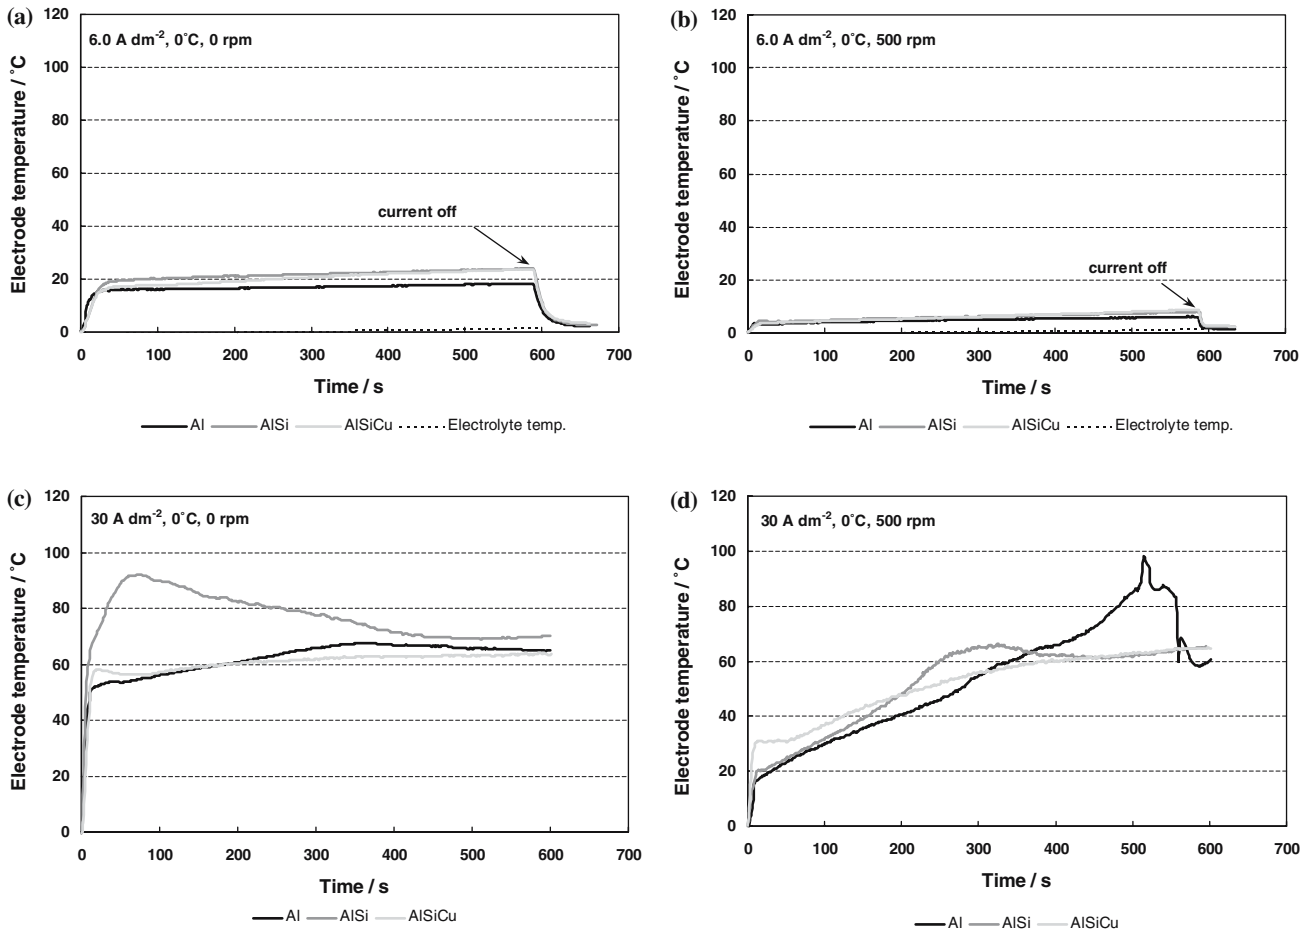 (a)
6.0 A dm-2, 0°C, 0 rpm
Electrode temperature / °C
120
100
80
60
40
20
0
current off
0 100 200 300 400 500 600 700
Time / s
Al AlSi AlSiCu Electrolyte temp.
(b)
6.0 A dm-2, 0°C, 500 rpm
Electrode temperature / °C
120
100
80
60
40
20
0
current off
0 100 200 300 400 500 600 700
Time / s
Al AlSi AlSiCu Electrolyte temp.
(c)
30 A dm-2, 0°C, 0 rpm
Electrode temperature / °C
120
100
80
60
40
20
0
0 100 200 300 400 500 600 700
Time / s
Al AlSi AlSiCu
(d)
30 A dm-2, 0°C, 500 rpm
Electrode temperature / °C
120
100
80
60
40
20
0
0 100 200 300 400 500 600 700
Time / s
Al AlSi AlSiCu